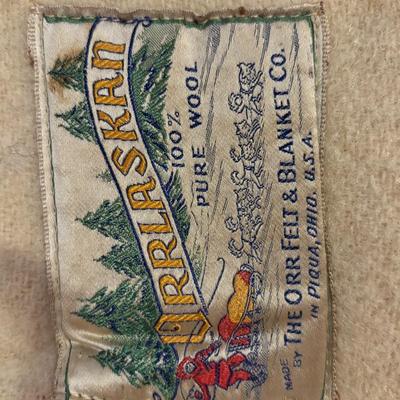 ORRLASKAN
100%
PURE WOOL
MADE BY THE ORR FELT & BLANKET CO.
IN PIQUA, OHIO. U.S.A.